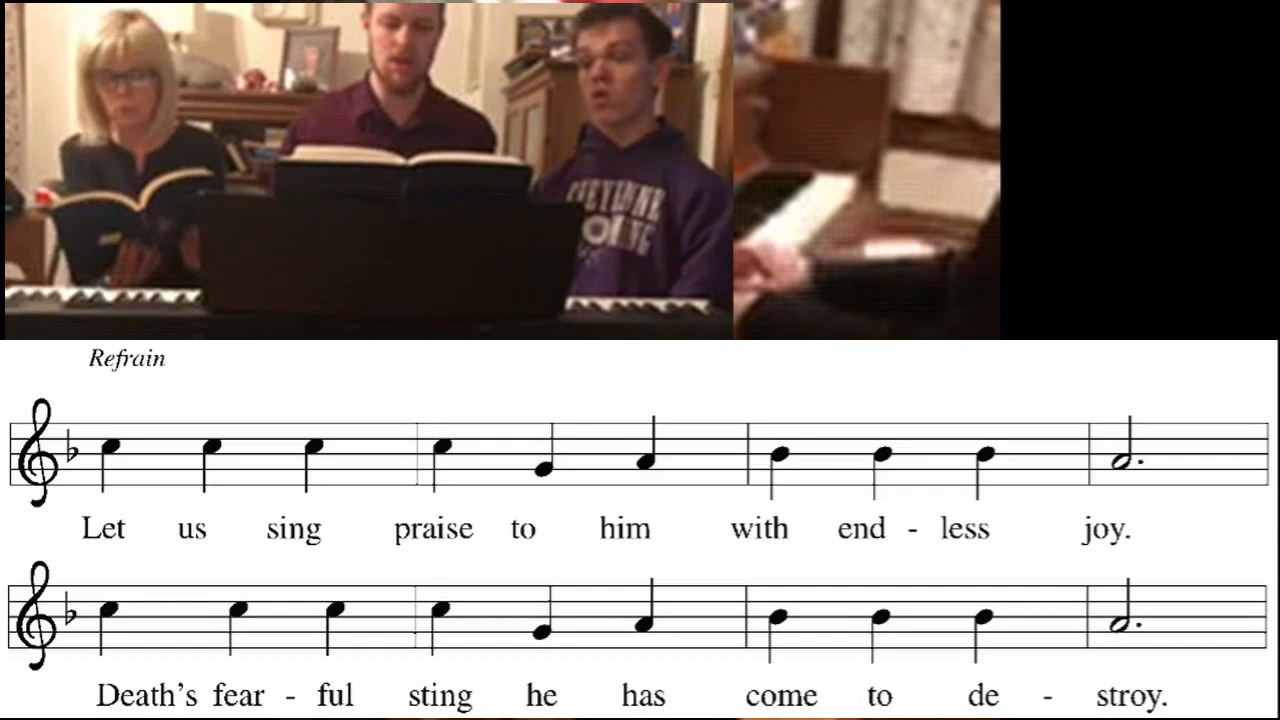 CHEYENNE
Refrain
Let us sing praise to him with end - less joy.
Death's fear - ful sting he has come to de - stroy.